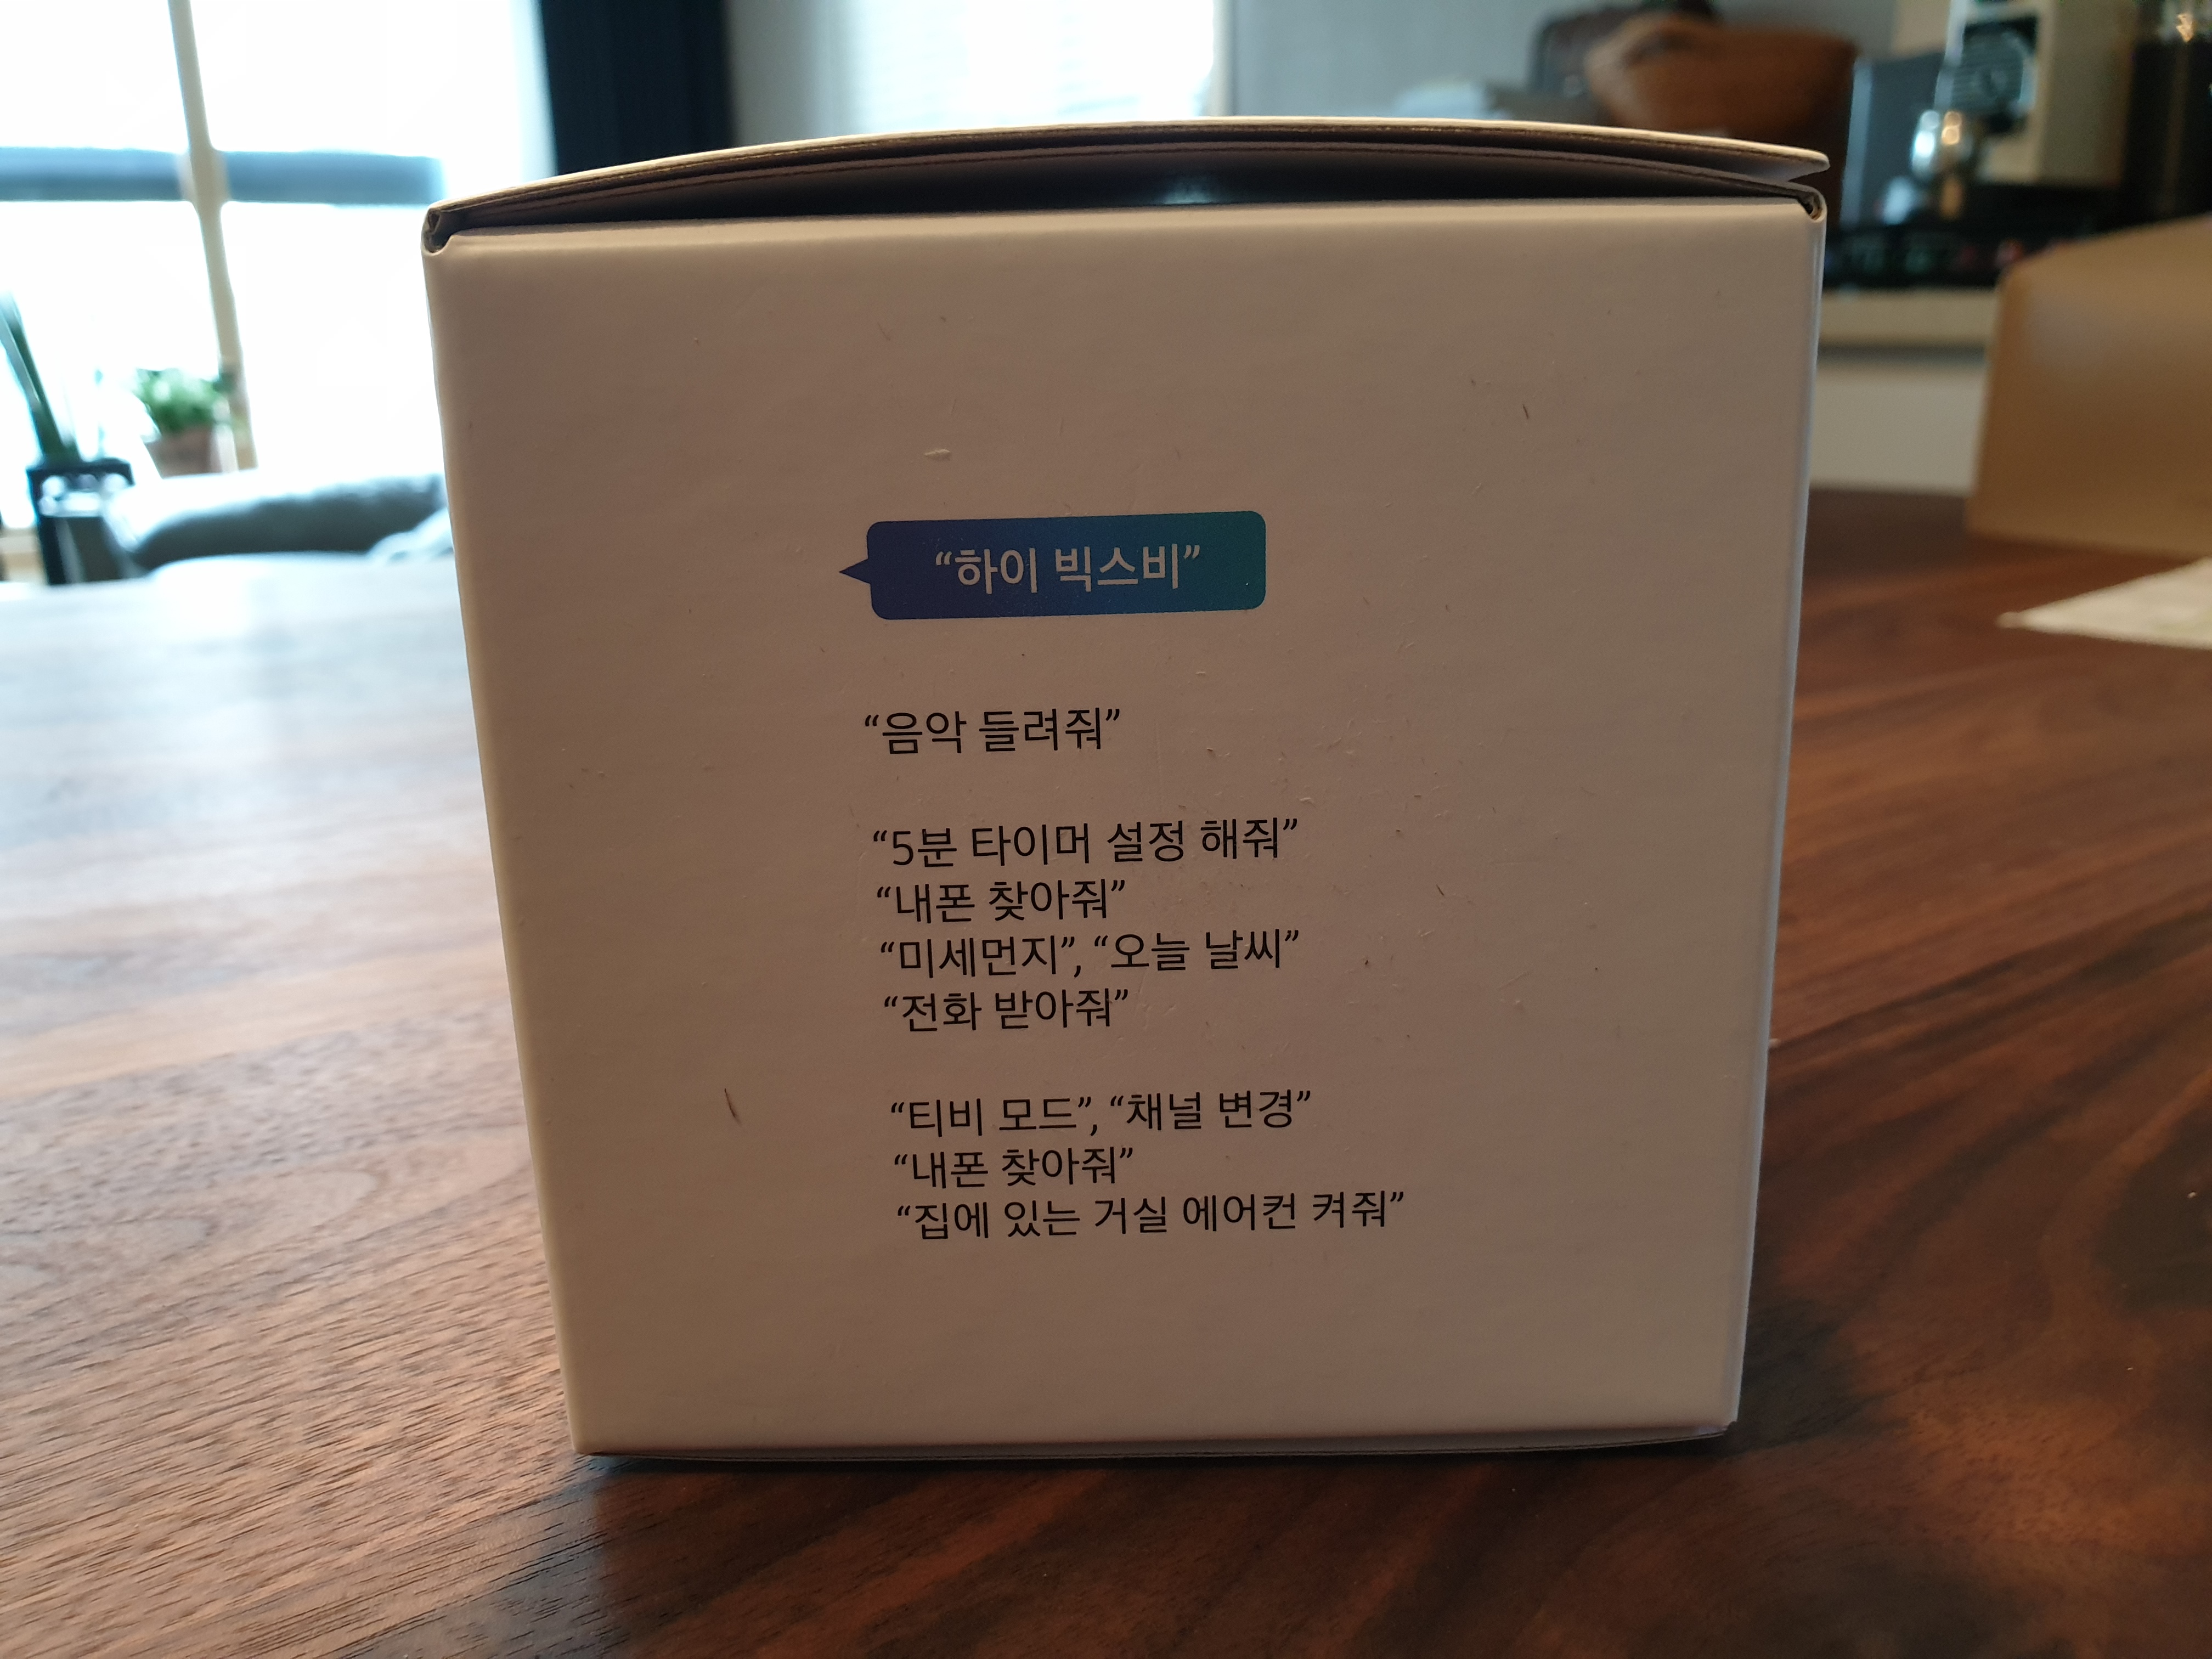 “하이 빅스비”
“음악 들려줘”
“5분 타이머 설정 해줘”
“내폰 찾아줘”
“미세먼지”, “오늘 날씨”
“전화 받아줘”
“티비 모드”, “채널 변경”
“내폰 찾아줘”
“집에 있는 거실 에어컨 켜줘”